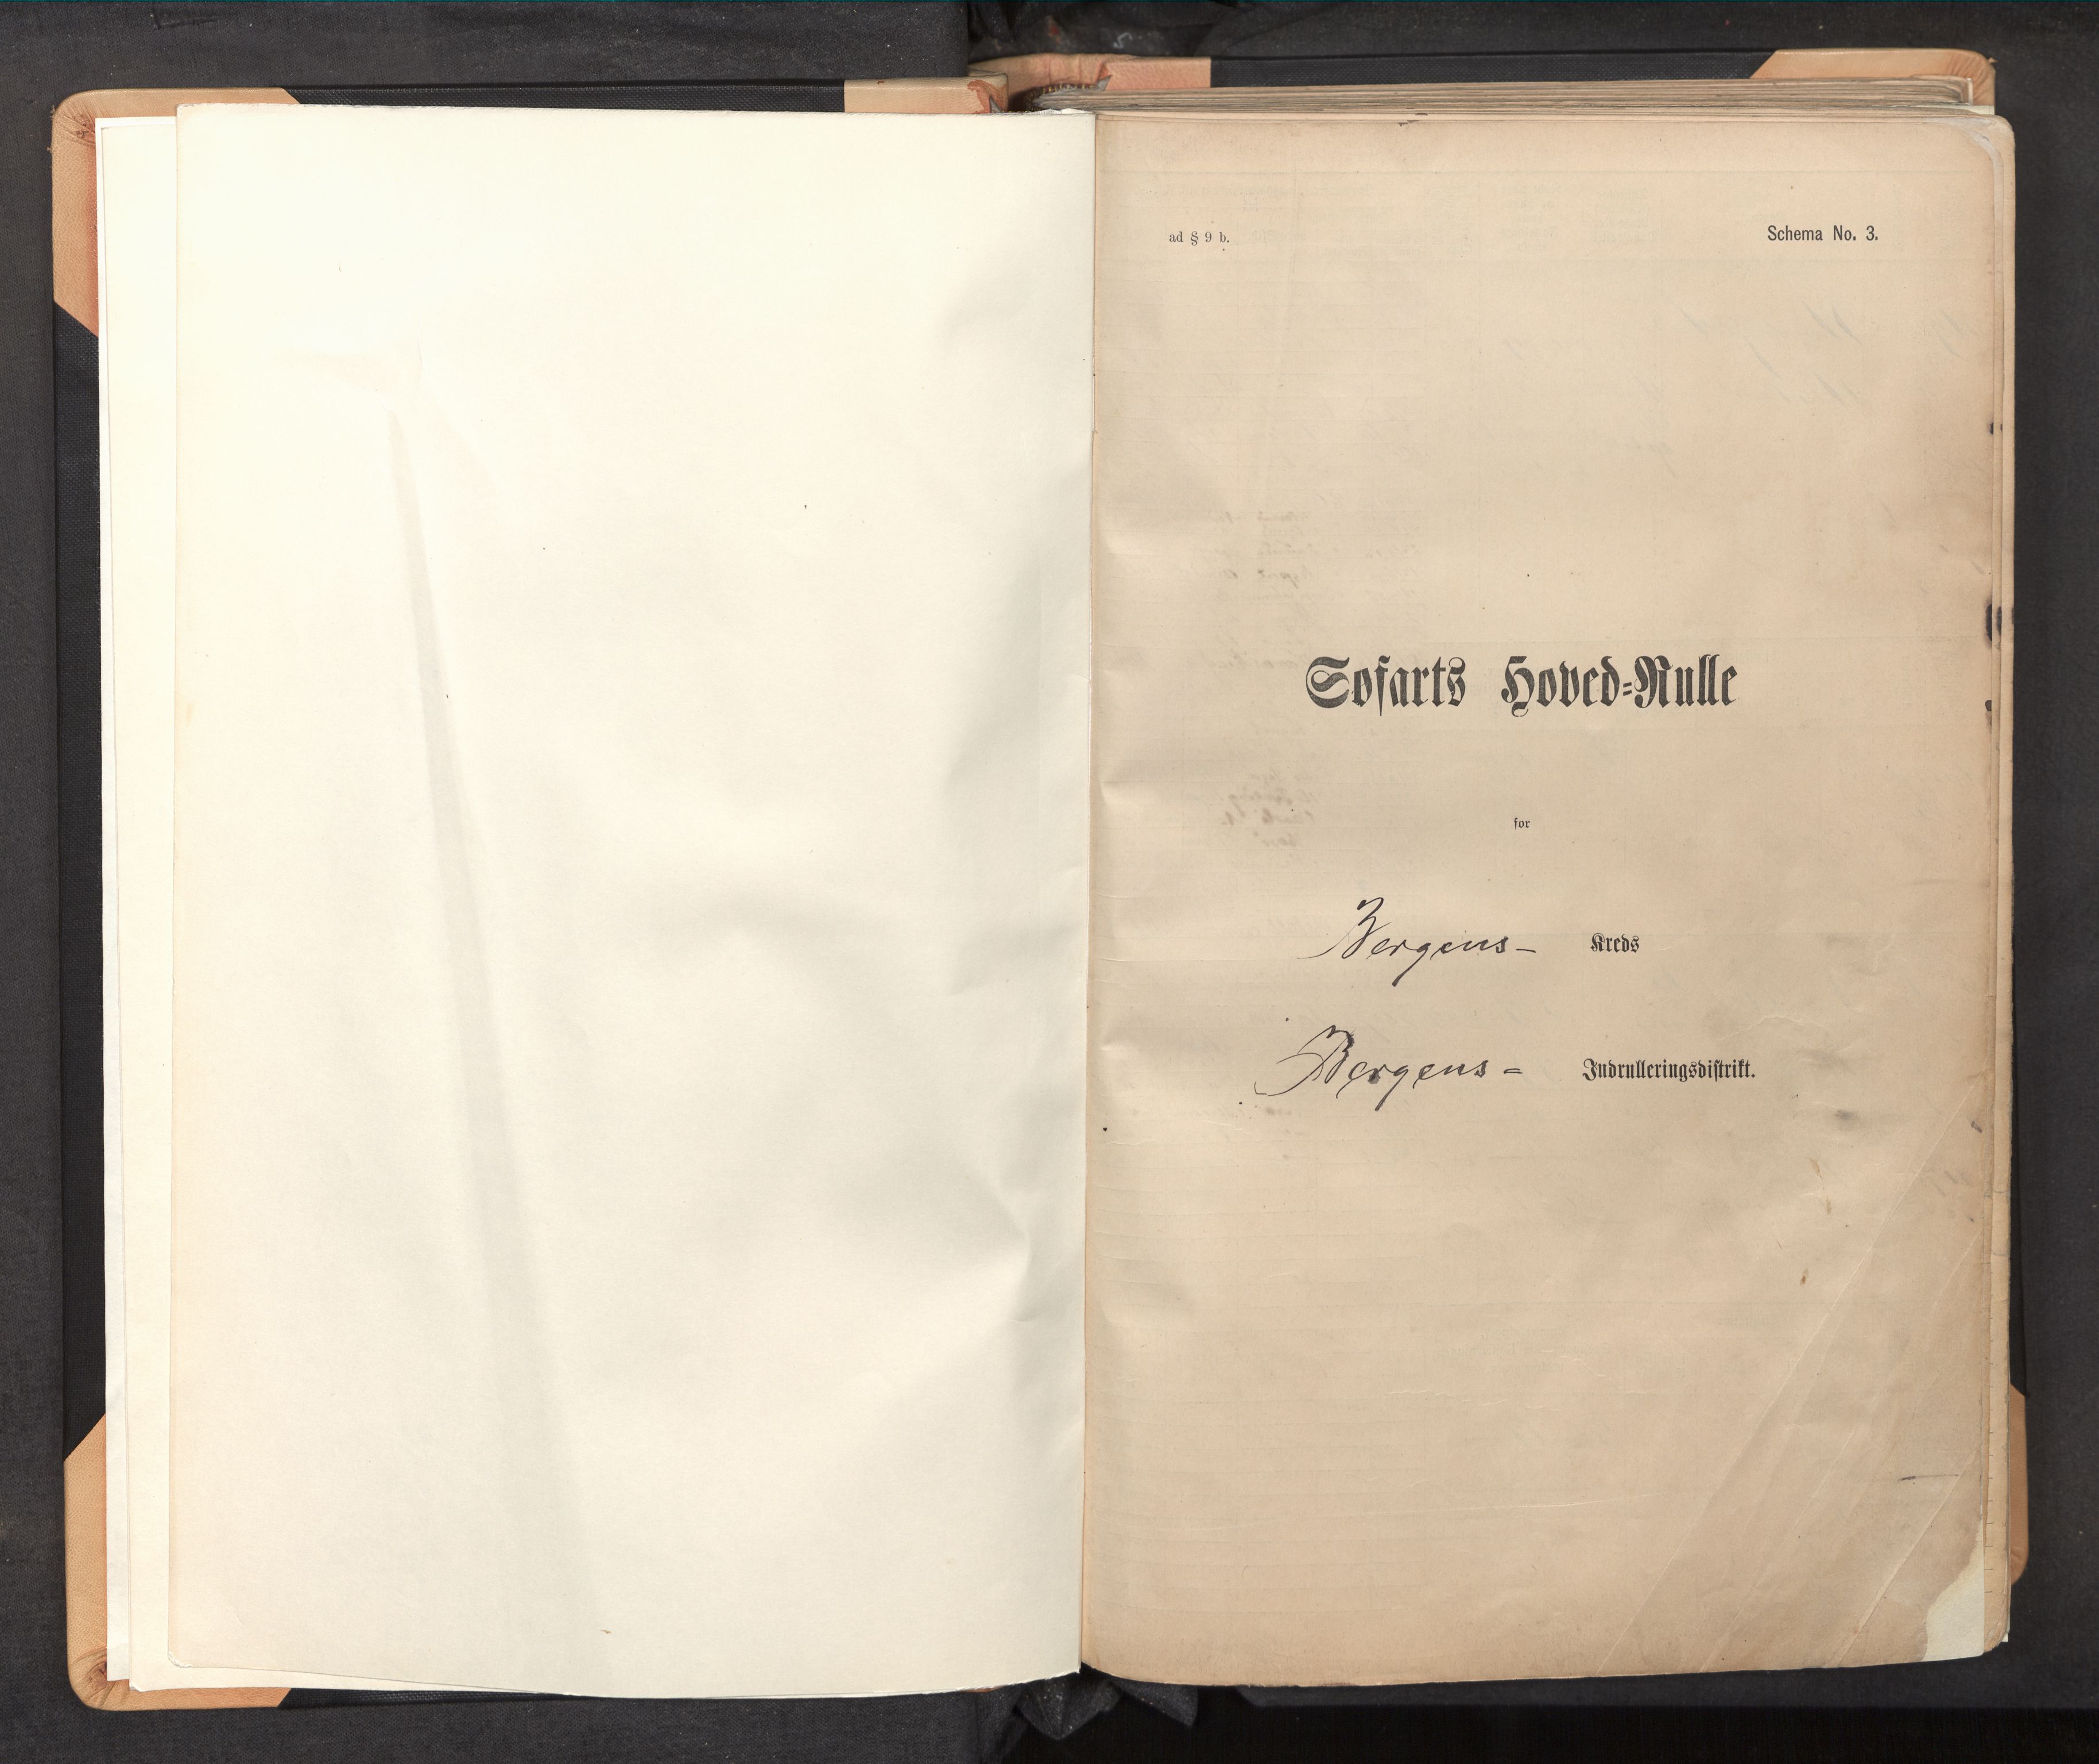 ad § 9 b.
Schema No. 3.
Søfarts Hoved-Rulle
for
Bergens- Kreds
Bergens= Indrulleringsdistrikt.